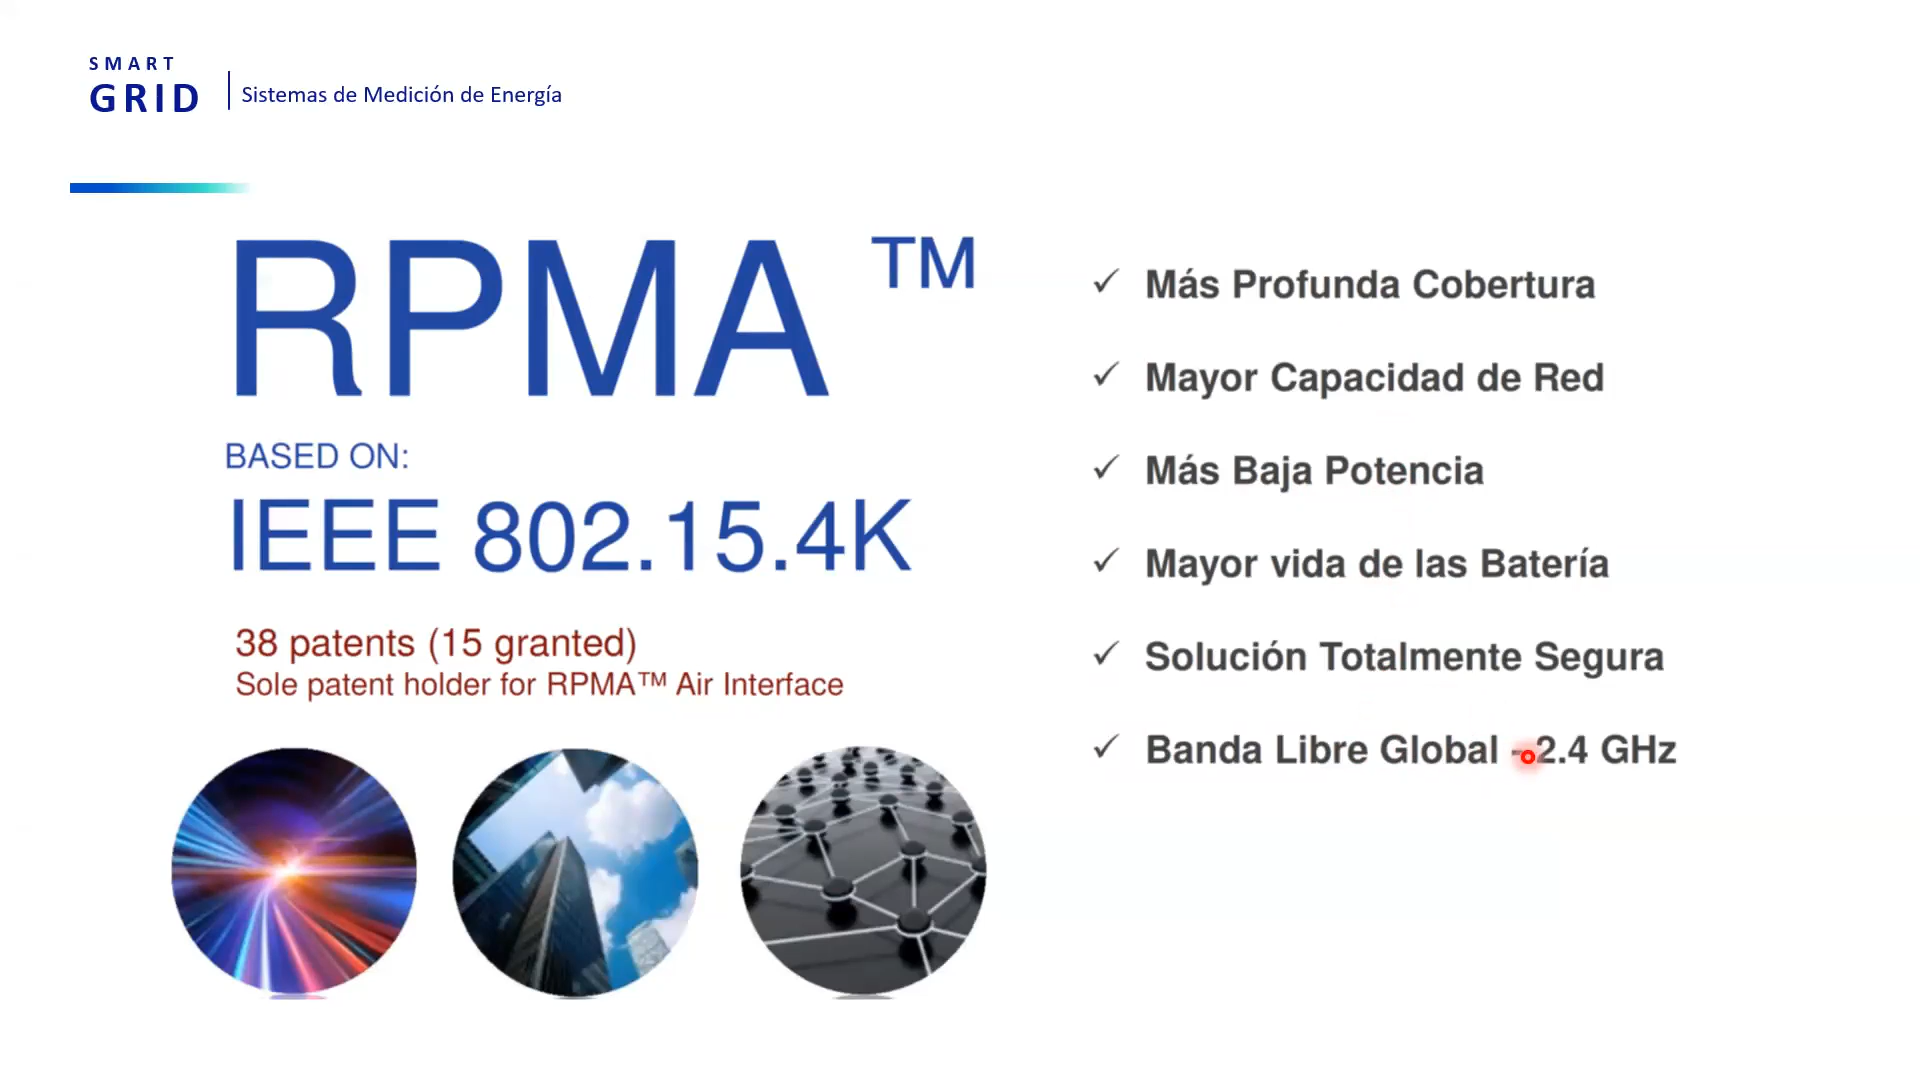 SMART
GRID
Sistemas de Medición de Energía
RPMA ™
BASED ON:
IEEE 802.15.4K
38 patents (15 granted)
Sole patent holder for RPMA™ Air Interface
✓ Más Profunda Cobertura
✓ Mayor Capacidad de Red
✓ Más Baja Potencia
✓ Mayor vida de las Batería
✓ Solución Totalmente Segura
✓ Banda Libre Global - 2.4 GHz